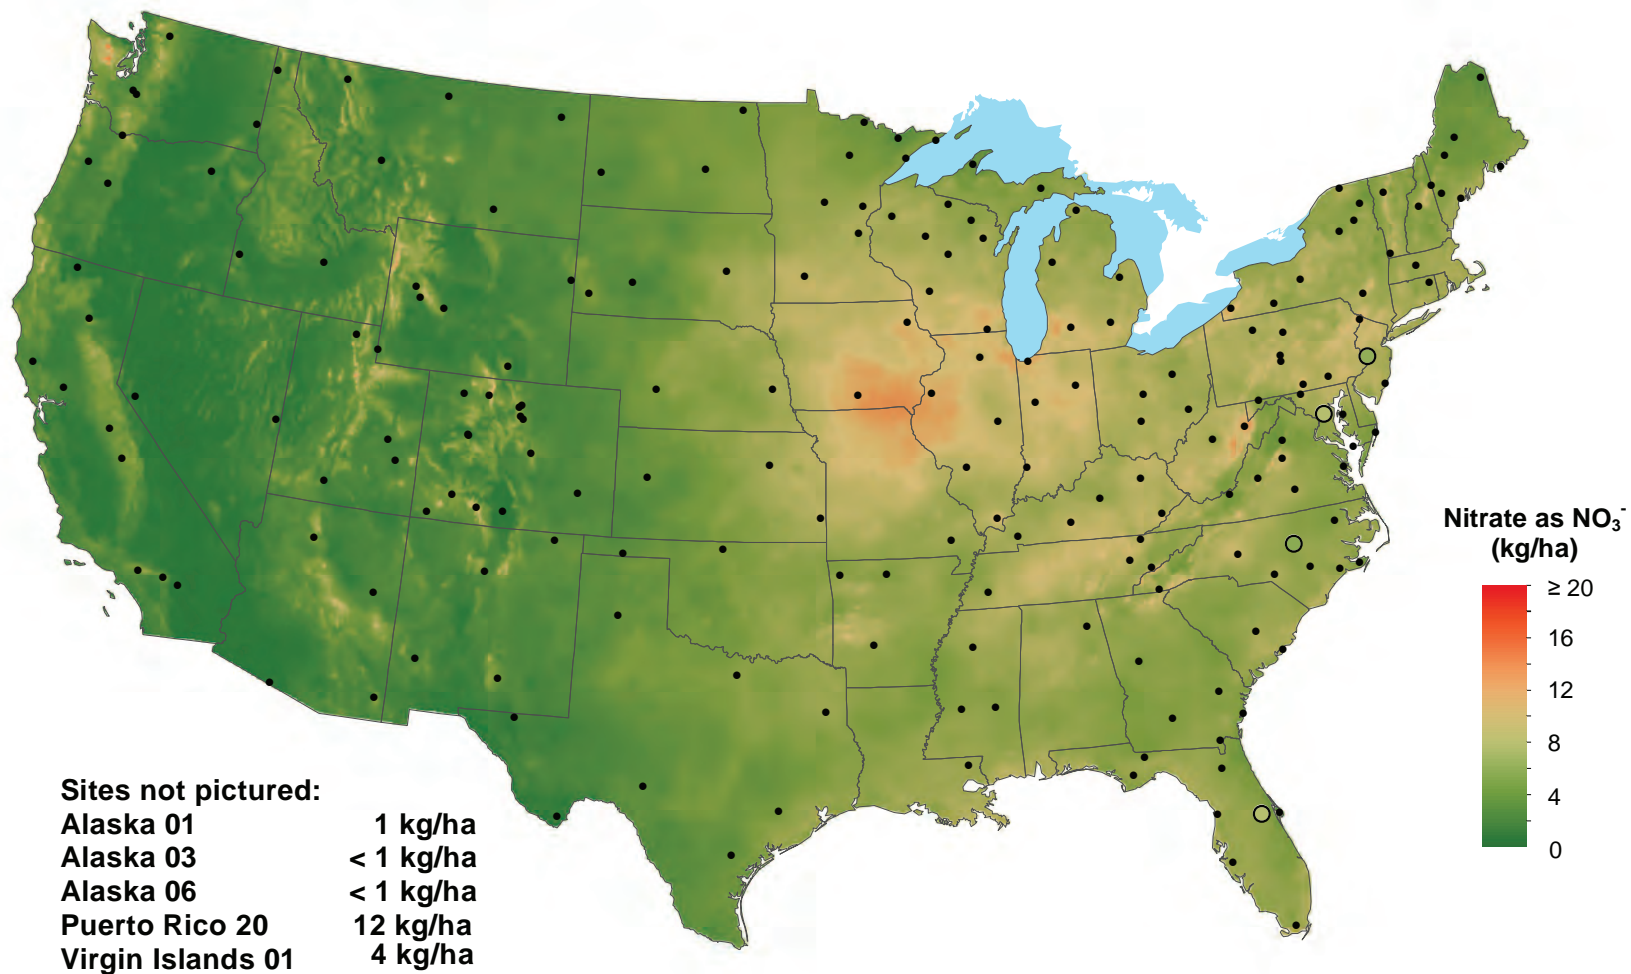 Nitrate as NO₃⁻
(kg/ha)
≥ 20
16
12
8
4
0
Sites not pictured:
Alaska 01 1 kg/ha
Alaska 03 < 1 kg/ha
Alaska 06 < 1 kg/ha
Puerto Rico 20 12 kg/ha
Virgin Islands 01 4 kg/ha